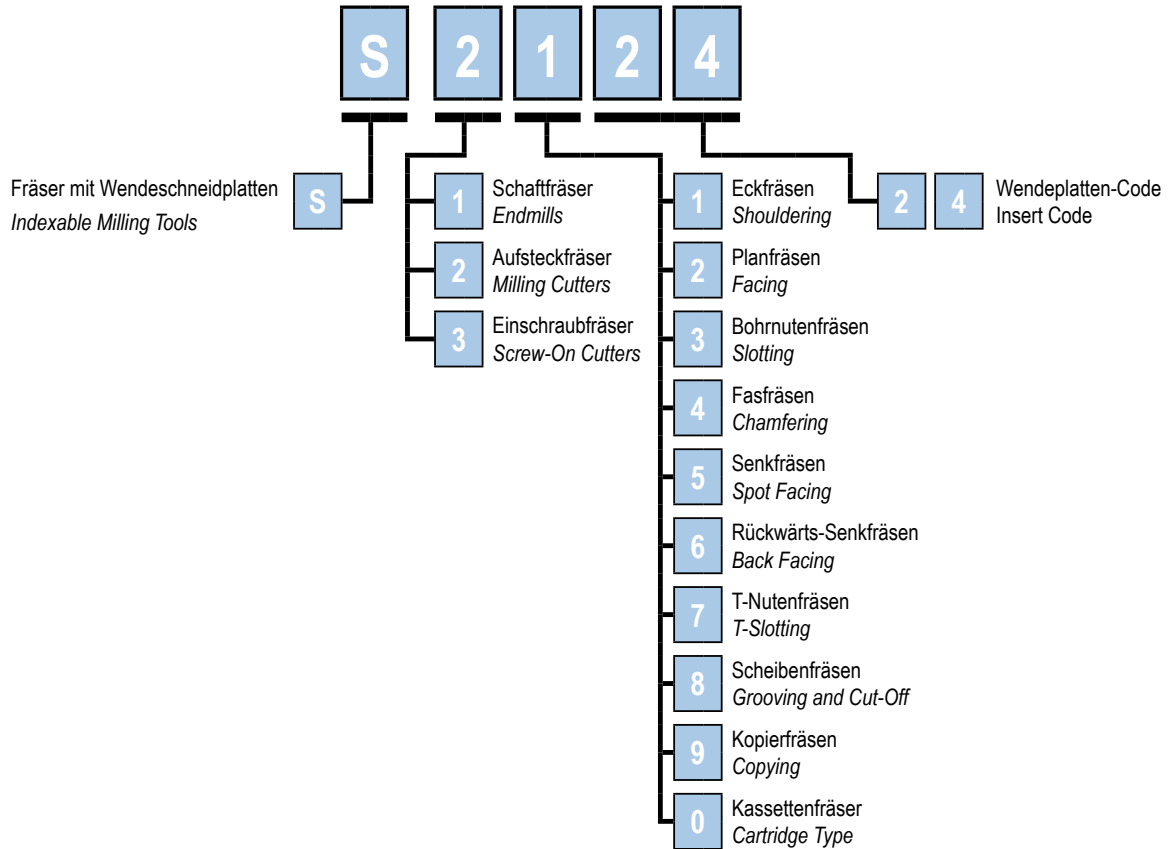 S 2 1 2 4
Fräser mit Wendeschneidplatten
Indexable Milling Tools
S
1
Schaftfräser
Endmills
2
Aufsteckfräser
Milling Cutters
3
Einschraubfräser
Screw-On Cutters
1
Eckfräsen
Shouldering
2
Planfräsen
Facing
3
Bohrnutenfräsen
Slotting
4
Fasfräsen
Chamfering
5
Senkfräsen
Spot Facing
6
Rückwärts-Senkfräsen
Back Facing
7
T-Nutenfräsen
T-Slotting
8
Scheibenfräsen
Grooving and Cut-Off
9
Kopierfräsen
Copying
0
Kassettenfräser
Cartridge Type
2 4
Wendeplatten-Code
Insert Code